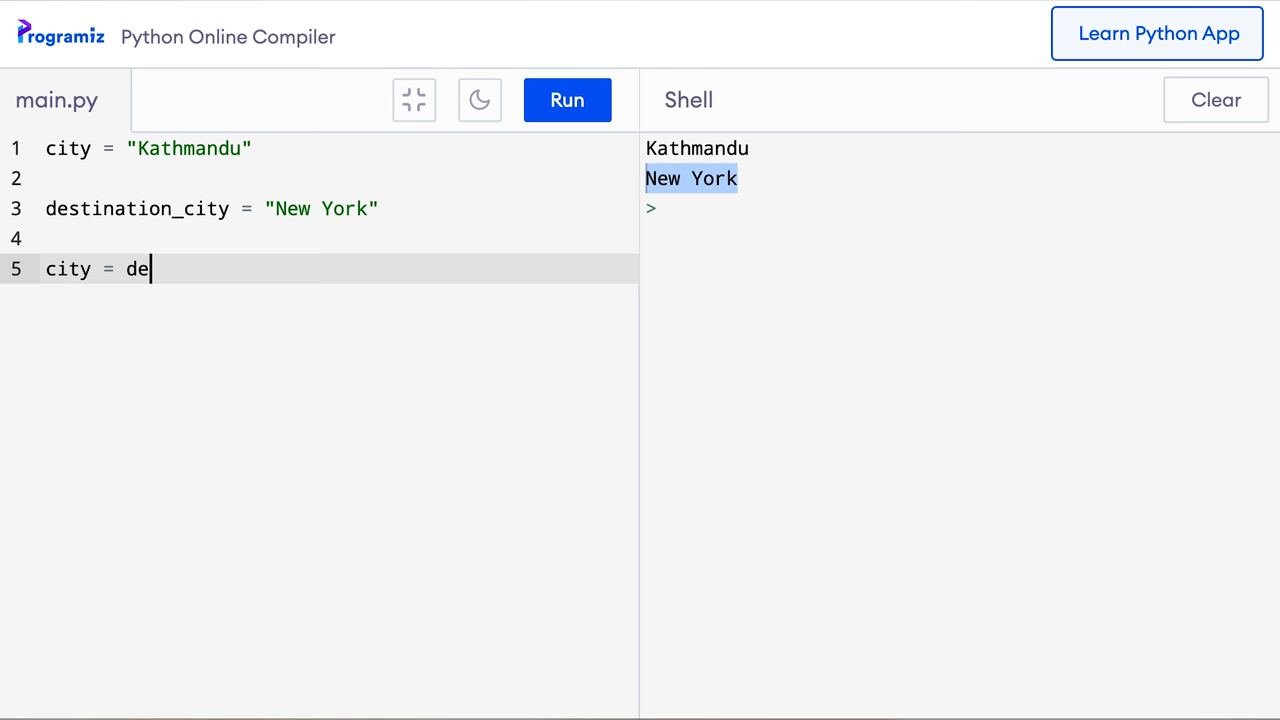 Programiz Python Online Compiler
Learn Python App
main.py
Run
Shell
Clear
1 city = "Kathmandu"
2
3 destination_city = "New York"
4
5 city = de
Kathmandu
New York
>